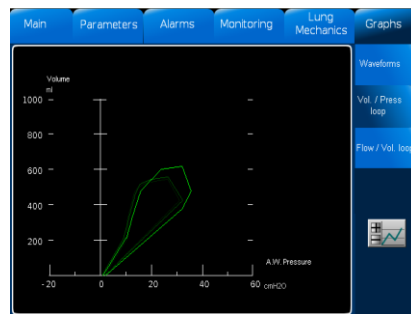 Main
Parameters
Alarms
Monitoring
Lung
Mechanics
Graphs
Waveforms
Vol. / Press
loop
Flow / Vol. loop
Volume
ml
1000
800
600
400
200
A.W. Pressure
-20 0 20 40 60 cmH2O